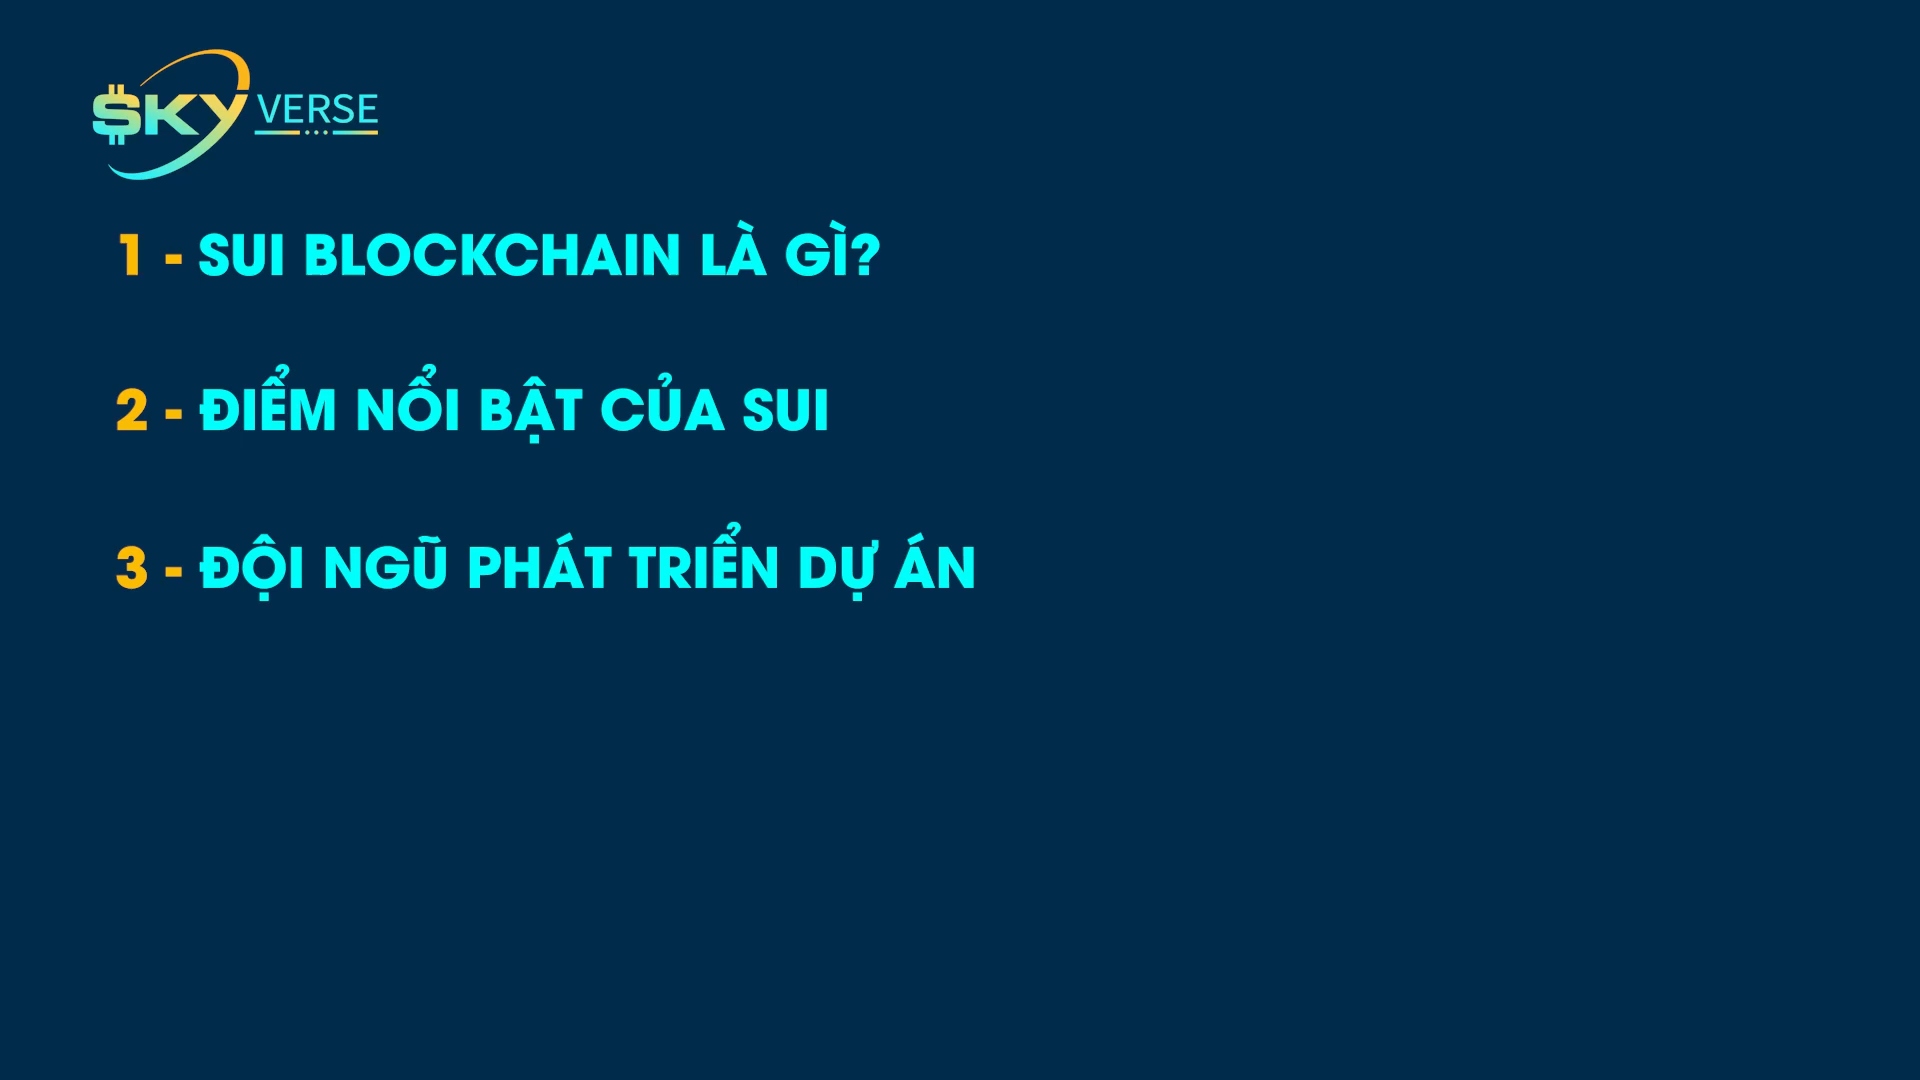 $KY VERSE
1 - SUI BLOCKCHAIN LÀ GÌ?
2 - ĐIỂM NỔI BẬT CỦA SUI
3 - ĐỘI NGŨ PHÁT TRIỂN DỰ ÁN